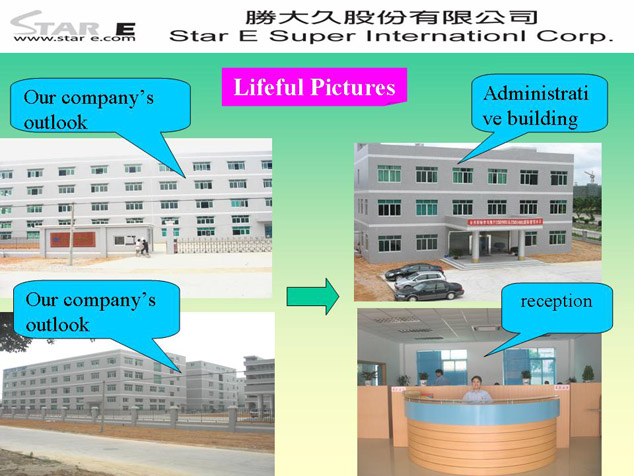 STAR E
www.star e.com
勝大久股份有限公司
Star E Super Internationl Corp.
Lifeful Pictures
Our company's
outlook
Administrati
ve building
Our company's
outlook
reception